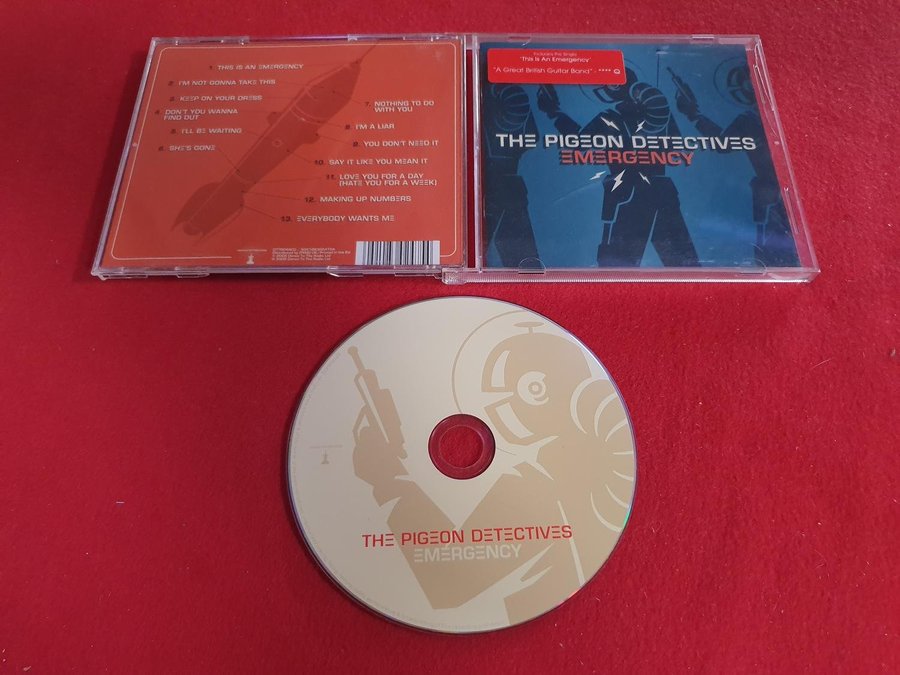 1. THIS IS AN EMERGENCY
2. I'M NOT GONNA TAKE THIS
3. KEEP ON YOUR DRESS
4. DON'T YOU WANNA
FIND OUT
5. I'LL BE WAITING
6. SHE'S GONE
7. NOTHING TO DO
WITH YOU
8. I'M A LIAR
9. YOU DON'T NEED IT
10. SAY IT LIKE YOU MEAN IT
11. LOVE YOU FOR A DAY
(HATE YOU FOR A WEEK)
12. MAKING UP NUMBERS
13. EVERYBODY WANTS ME
Includes the Single
'This Is An Emergency'
"A Great British Guitar Band" - **** Q
THE PIGEON DETECTIVES
EMERGENCY
THE PIGEON DETECTIVES
EMERGENCY